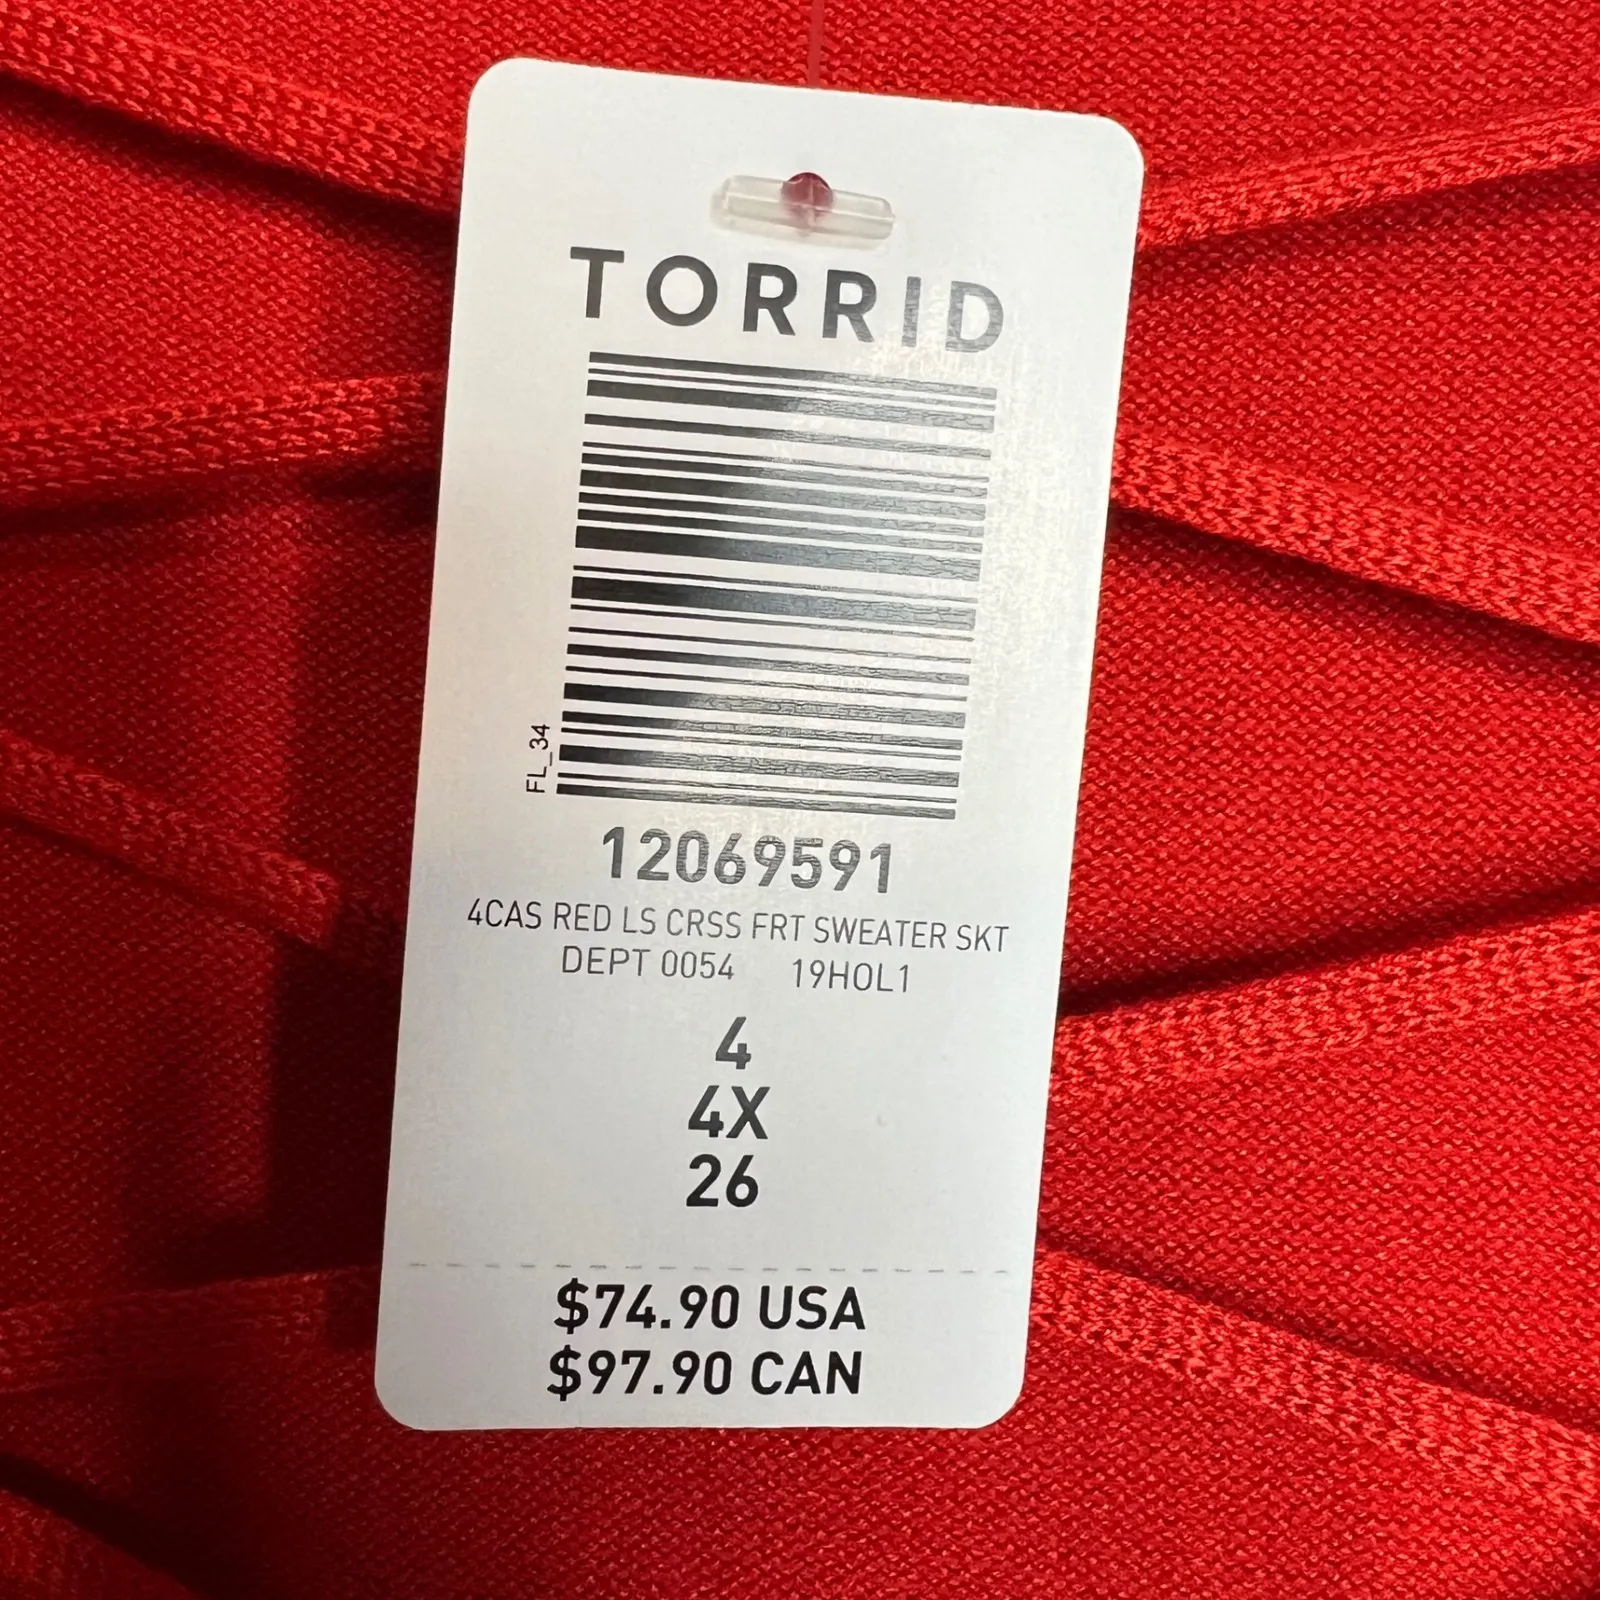 TORRID
FL_34
12069591
4CAS RED LS CRSS FRT SWEATER SKT
DEPT 0054 19HOL1
4
4X
26
$74.90 USA
$97.90 CAN